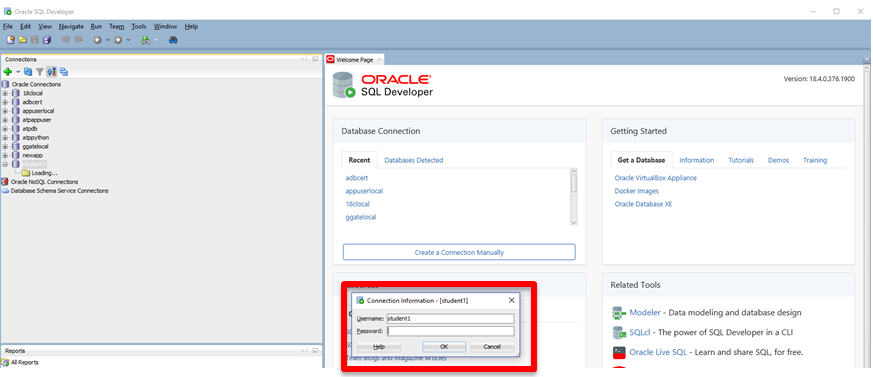 Oracle SQL Developer
File Edit View Navigate Run Team Tools Window Help
Connections
Oracle Connections
18clocal
adbcert
appuserlocal
atpappuser
atpdb
atppython
ggatelocal
newapp
student1
Loading...
Oracle NoSQL Connections
Database Schema Service Connections
Reports
All Reports
Welcome Page
ORACLE
SQL Developer
Version: 18.4.0.376.1900
Database Connection
Recent Databases Detected
adbcert
appuserlocal
18clocal
ggatelocal
Create a Connection Manually
Getting Started
Get a Database Information Tutorials Demos Training
Oracle VirtualBox Appliance
Docker Images
Oracle Database XE
Connection Information - [student1]
Username: student1
Password:
Help OK Cancel
Team Blogs and Magazine Articles
Related Tools
Modeler - Data modeling and database design
SQLcl - The power of SQL Developer in a CLI
Oracle Live SQL - Learn and share SQL, for free.